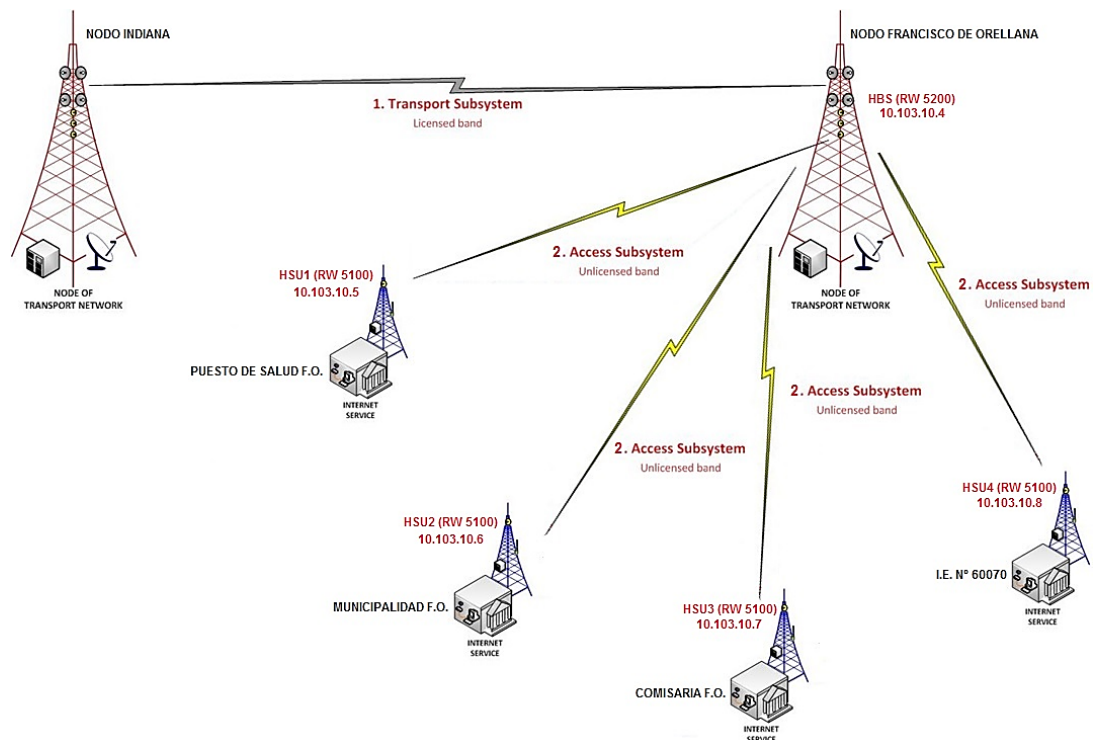 NODO INDIANA
NODO FRANCISCO DE ORELLANA
1. Transport Subsystem
Licensed band
HBS (RW 5200)
10.103.10.4
NODE OF
TRANSPORT NETWORK
HSU1 (RW 5100)
10.103.10.5
2. Access Subsystem
Unlicensed band
NODE OF
TRANSPORT NETWORK
2. Access Subsystem
Unlicensed band
PUESTO DE SALUD F.O.
INTERNET
SERVICE
2. Access Subsystem
Unlicensed band
2. Access Subsystem
Unlicensed band
HSU2 (RW 5100)
10.103.10.6
HSU4 (RW 5100)
10.103.10.8
MUNICIPALIDAD F.O.
INTERNET
SERVICE
I.E. Nº 60070
INTERNET
SERVICE
HSU3 (RW 5100)
10.103.10.7
COMISARIA F.O.
INTERNET
SERVICE